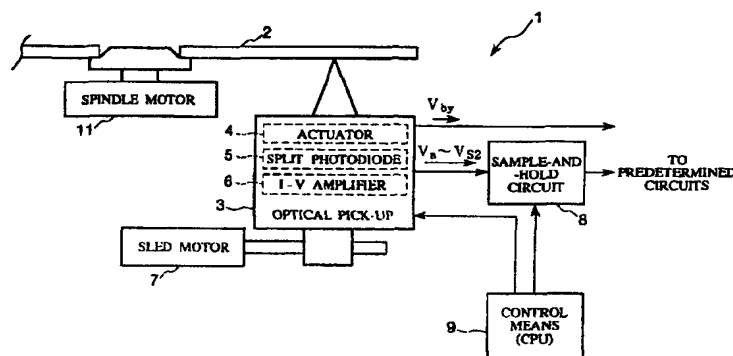 1
2
SPINDLE MOTOR
11
4
ACTUATOR
5
SPLIT PHOTODIODE
6
I-V AMPLIFIER
3
OPTICAL PICK-UP
Vby
Va~VS2
SAMPLE-AND
-HOLD
CIRCUIT
8
TO
PREDETERMINED
CIRCUITS
SLED MOTOR
7
9
CONTROL
MEANS
(CPU)